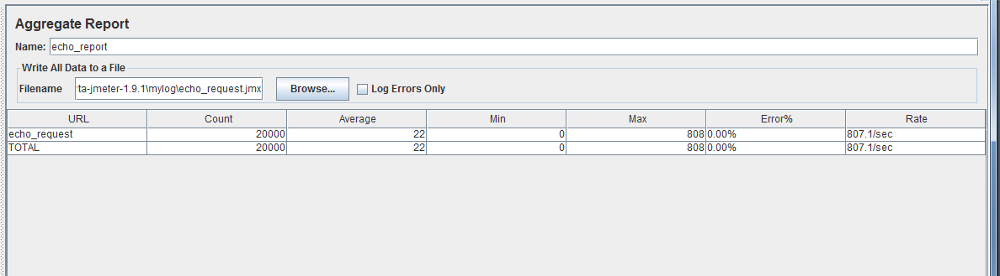 Aggregate Report
Name: echo_report
Write All Data to a File
Filename ta-jmeter-1.9.1\mylog\echo_request.jmx Browse... Log Errors Only
URL Count Average Min Max Error% Rate
echo_request 20000 22 0 808 0.00% 807.1/sec
TOTAL 20000 22 0 808 0.00% 807.1/sec